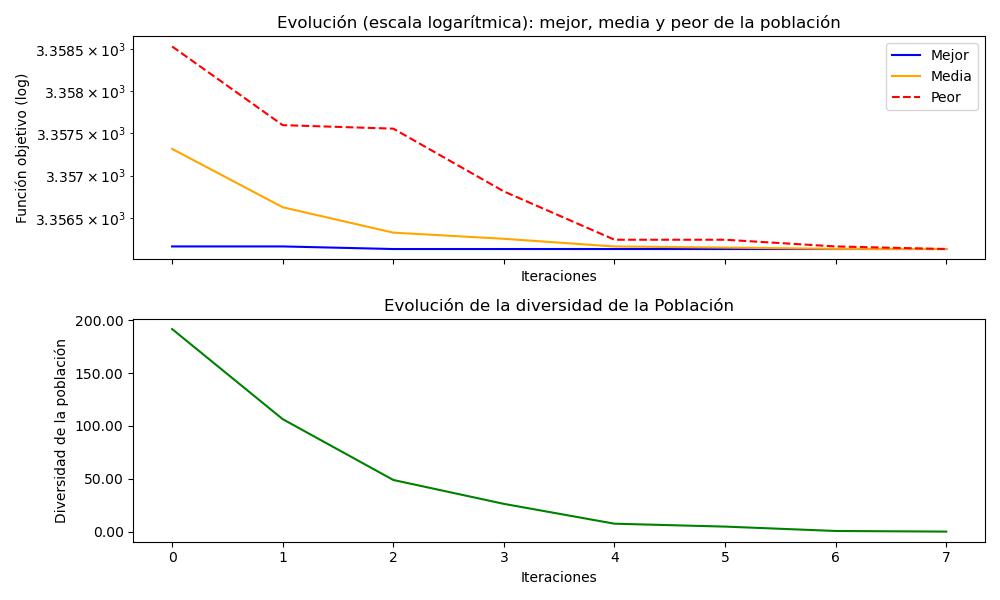 Evolución (escala logarítmica): mejor, media y peor de la población
Función objetivo (log)
3.3585 × 10³
3.358 × 10³
3.3575 × 10³
3.357 × 10³
3.3565 × 10³
Mejor
Media
Peor
Iteraciones
Evolución de la diversidad de la Población
Diversidad de la población
200.00
150.00
100.00
50.00
0.00
0 1 2 3 4 5 6 7
Iteraciones